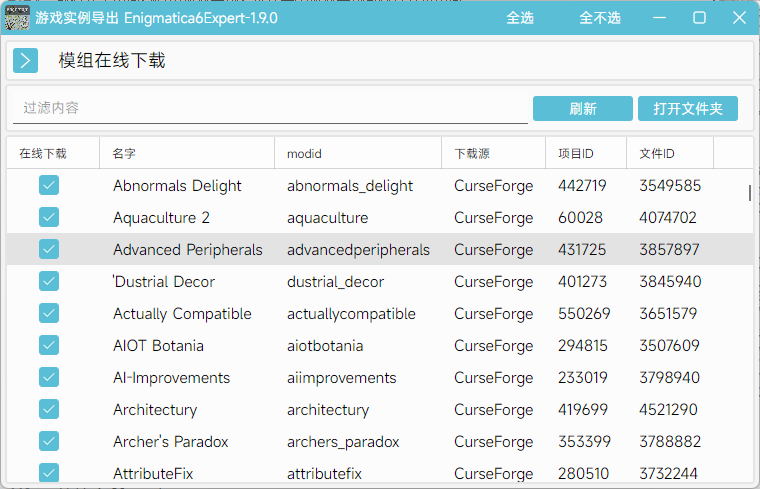 游戏实例导出 Enigmatica6Expert-1.9.0 全选 全不选
模组在线下载
过滤内容 刷新 打开文件夹
在线下载 名字 modid 下载源 项目ID 文件ID
Abnormals Delight abnormals_delight CurseForge 442719 3549585
Aquaculture 2 aquaculture CurseForge 60028 4074702
Advanced Peripherals advancedperipherals CurseForge 431725 3857897
'Dustrial Decor dustrial_decor CurseForge 401273 3845940
Actually Compatible actuallycompatible CurseForge 550269 3651579
AIOT Botania aiotbotania CurseForge 294815 3507609
AI-Improvements aiimprovements CurseForge 233019 3798940
Architectury architectury CurseForge 419699 4521290
Archer's Paradox archers_paradox CurseForge 353399 3788882
AttributeFix attributefix CurseForge 280510 3732244